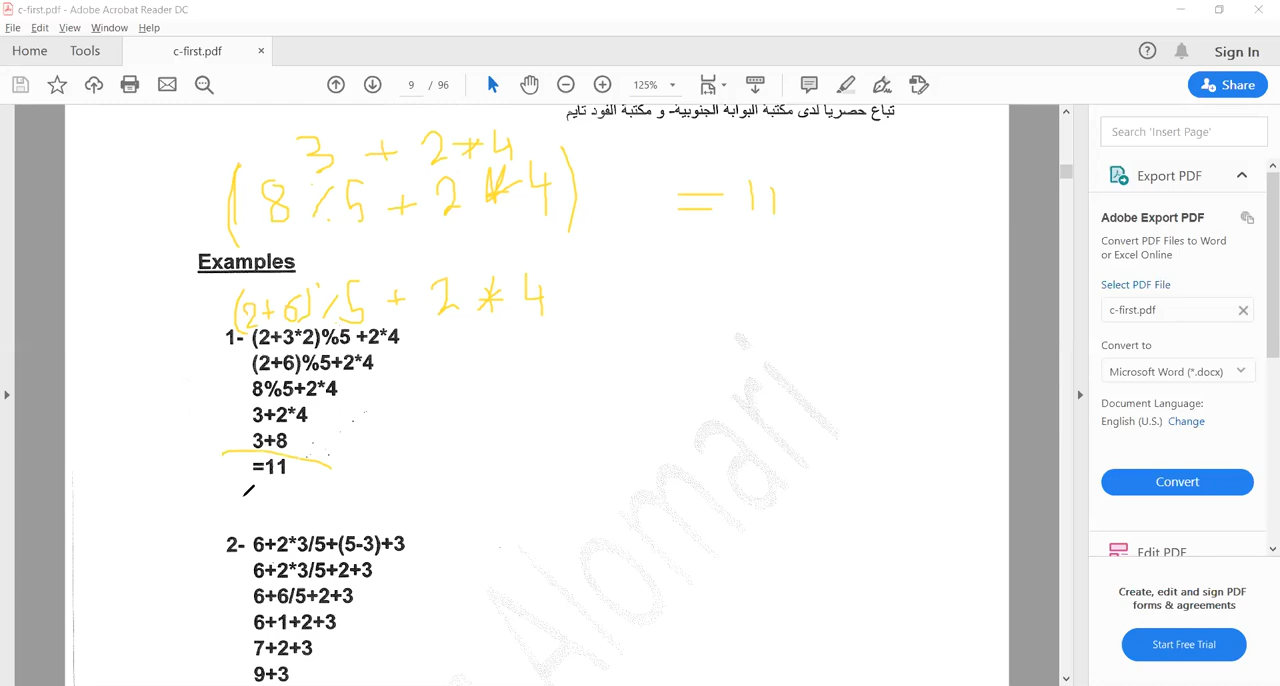 c-first.pdf - Adobe Acrobat Reader DC
File Edit View Window Help
Home Tools c-first.pdf × Sign In
9 / 96 125% Share
تباع حصريا لدى مكتبة البوابة الجنوبية- و مكتبة الفود تايم
3 + 2*4
(8%5+2*4) = 11
Examples
(2+6)%5 + 2 * 4
1- (2+3*2)%5 +2*4
(2+6)%5+2*4
8%5+2*4
3+2*4
3+8
=11
2- 6+2*3/5+(5-3)+3
6+2*3/5+2+3
6+6/5+2+3
6+1+2+3
7+2+3
9+3
Alomari
Search 'Insert Page'
Export PDF
Adobe Export PDF
Convert PDF Files to Word
or Excel Online
Select PDF File
c-first.pdf
Convert to
Microsoft Word (*.docx)
Document Language:
English (U.S.) Change
Convert
Edit PDF
Create, edit and sign PDF
forms & agreements
Start Free Trial